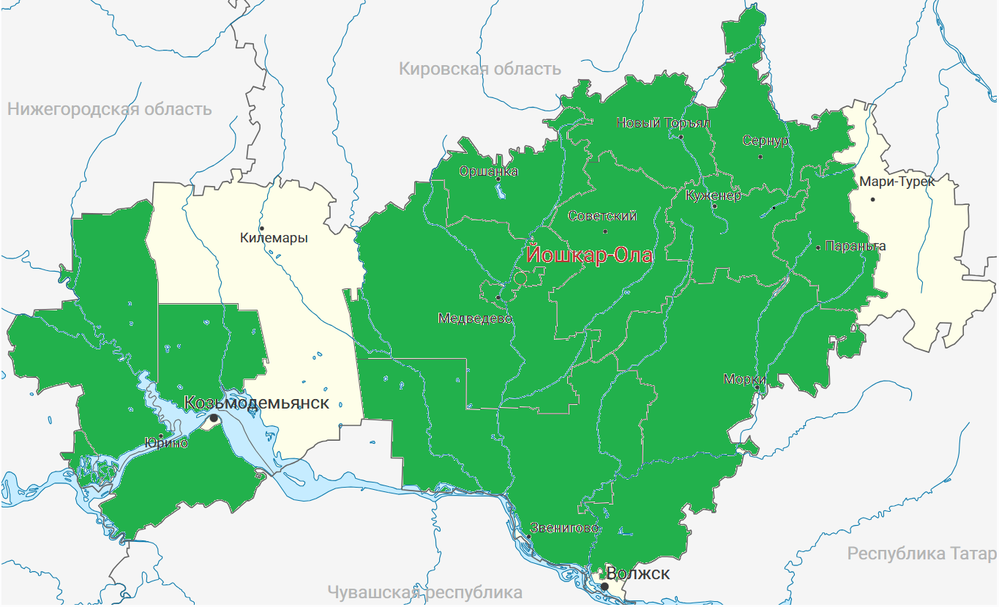 Кировская область
Нижегородская область
Новый Торъял
Сернур
Оршанка
Мари-Турек
Куженер
Советский
Килемары
Параньга
Йошкар-Ола
Медведево
Морки
Козьмодемьянск
Юрино
Звенигово
Республика Татар
Волжск
Чувашская республика